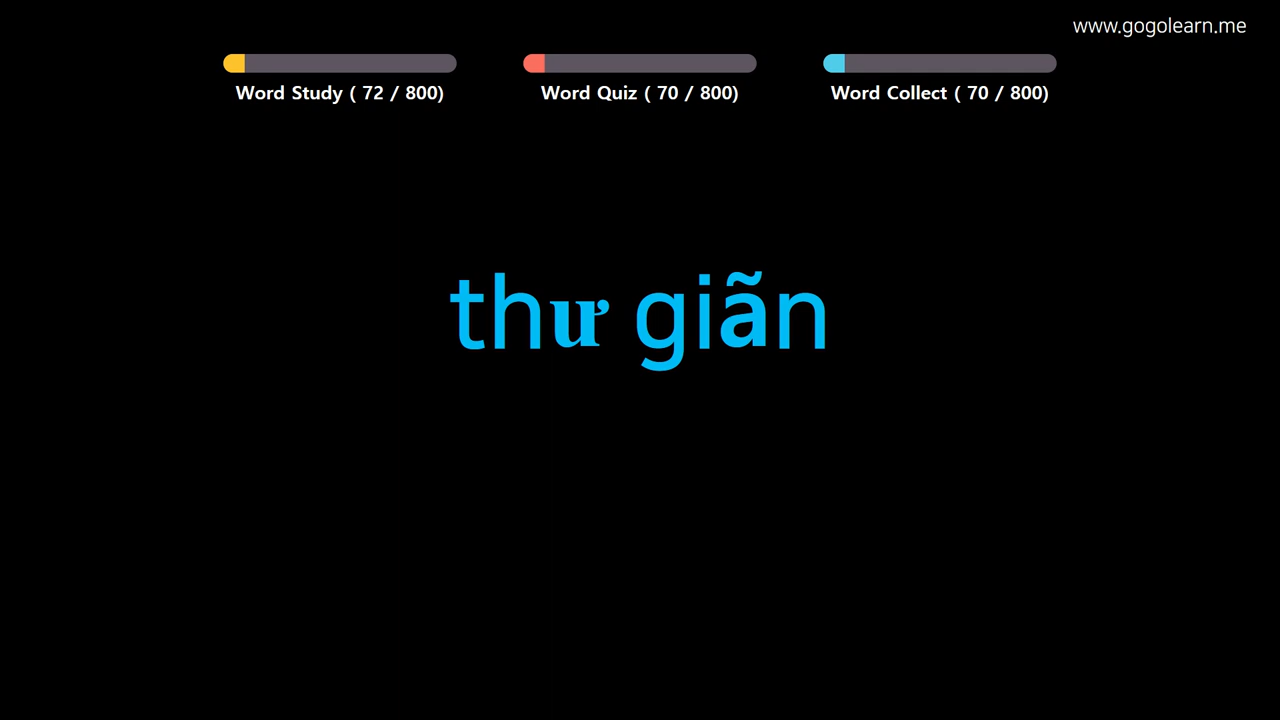 www.gogolearn.me
Word Study ( 72 / 800)
Word Quiz ( 70 / 800)
Word Collect ( 70 / 800)
thư giãn